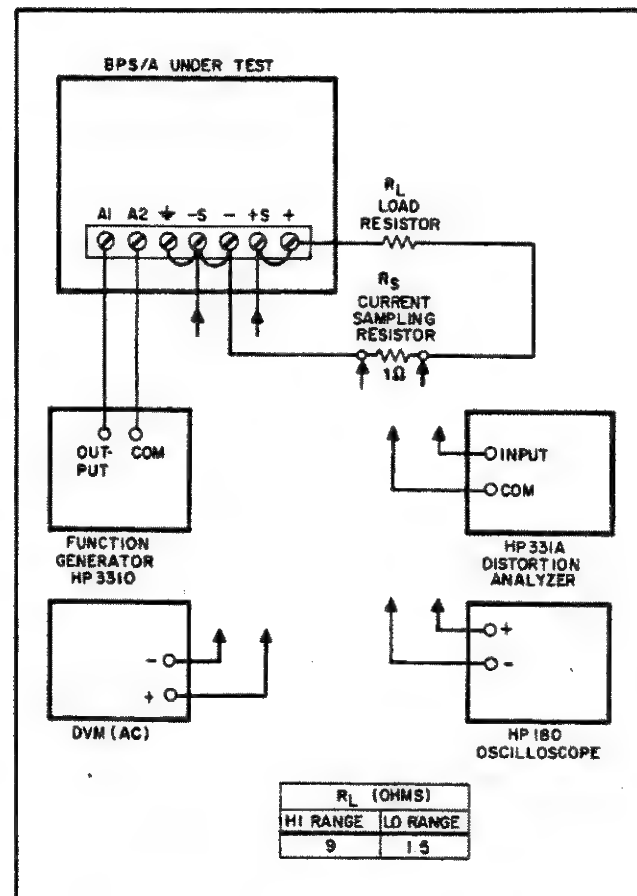 BPS/A UNDER TEST
A1 A2 ⏚ -S - +S +
RL
LOAD
RESISTOR
RS
CURRENT
SAMPLING
RESISTOR
1Ω
OUT-
PUT
COM
FUNCTION
GENERATOR
HP 3310
INPUT
COM
HP 331A
DISTORTION
ANALYZER
-
+
DVM (AC)
+
-
HP 180
OSCILLOSCOPE
RL (OHMS)
HI RANGE LO RANGE
9 1.5